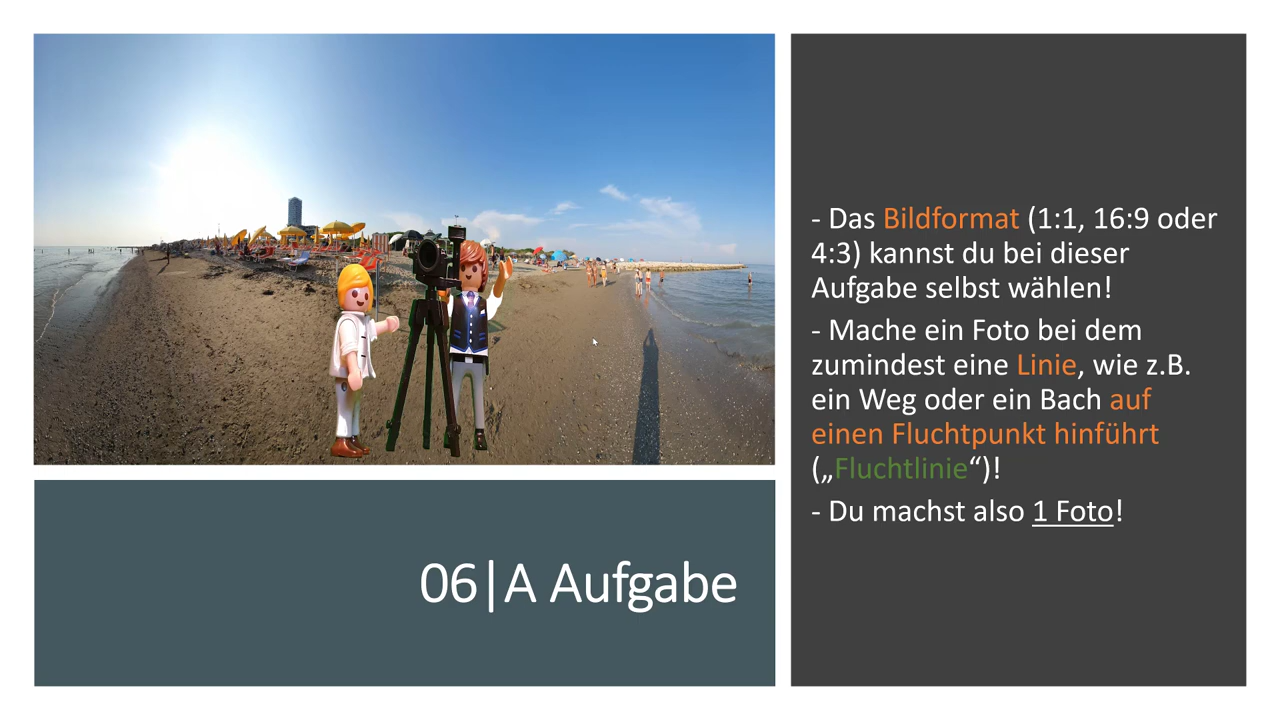 - Das Bildformat (1:1, 16:9 oder
4:3) kannst du bei dieser
Aufgabe selbst wählen!
- Mache ein Foto bei dem
zumindest eine Linie, wie z.B.
ein Weg oder ein Bach auf
einen Fluchtpunkt hinführt
(„Fluchtlinie“)!
- Du machst also 1 Foto!
06|A Aufgabe